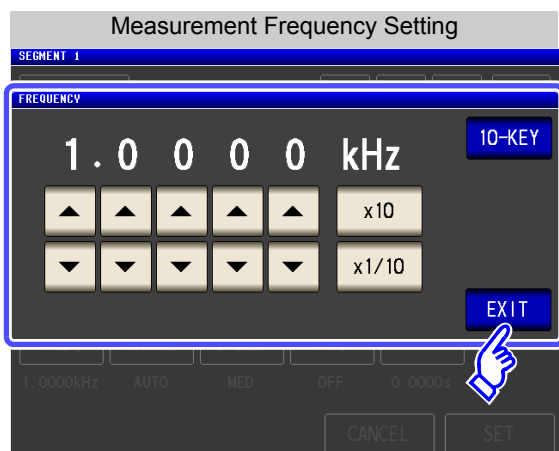 Measurement Frequency Setting
SEGMENT 1
FREQUENCY
1.0000 kHz
10-KEY
x10
x1/10
EXIT
1.0000kHz AUTO MED OFF 0.0000s
CANCEL SET